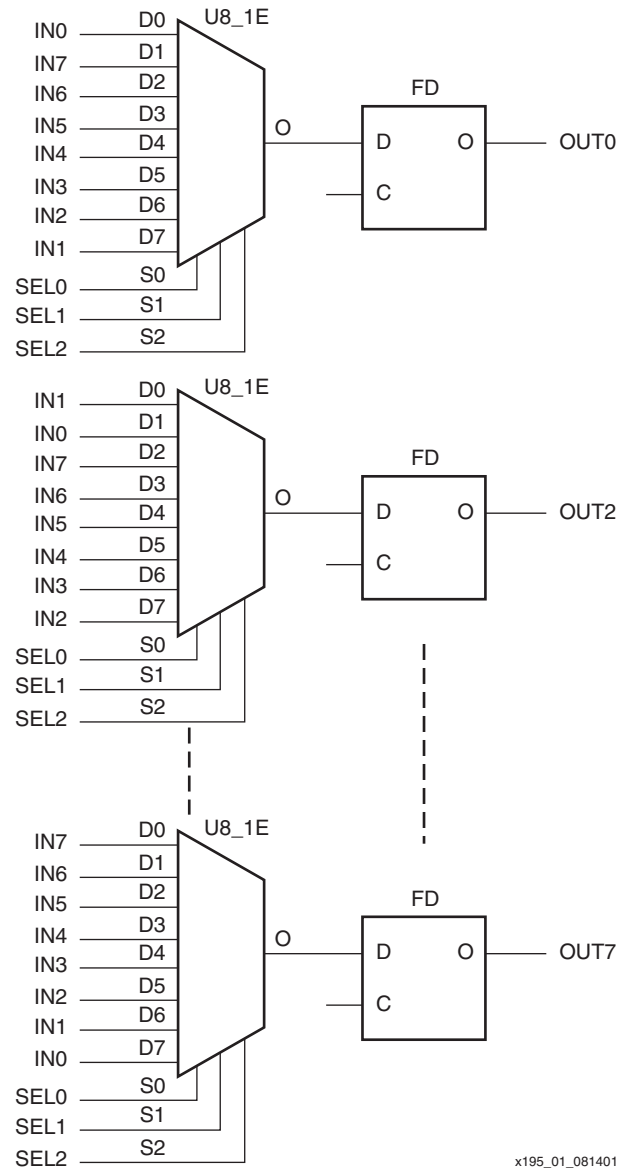 D0 U8_1E
IN0
D1
IN7
D2
IN6
FD
D3
IN5
O
D4
IN4
D O OUT0
D5
IN3
D6
IN2
C
D7
IN1
S0
SEL0
S1
SEL1
S2
SEL2
D0 U8_1E
IN1
D1
IN0
D2
IN7
FD
D3
IN6
O
D4
IN5
D O OUT2
D5
IN4
D6
IN3
C
D7
IN2
S0
SEL0
S1
SEL1
S2
SEL2
D0 U8_1E
IN7
D1
IN6
D2
IN5
FD
D3
IN4
O
D4
IN3
D O OUT7
D5
IN2
D6
IN1
C
D7
IN0
S0
SEL0
S1
SEL1
S2
SEL2
x195_01_081401